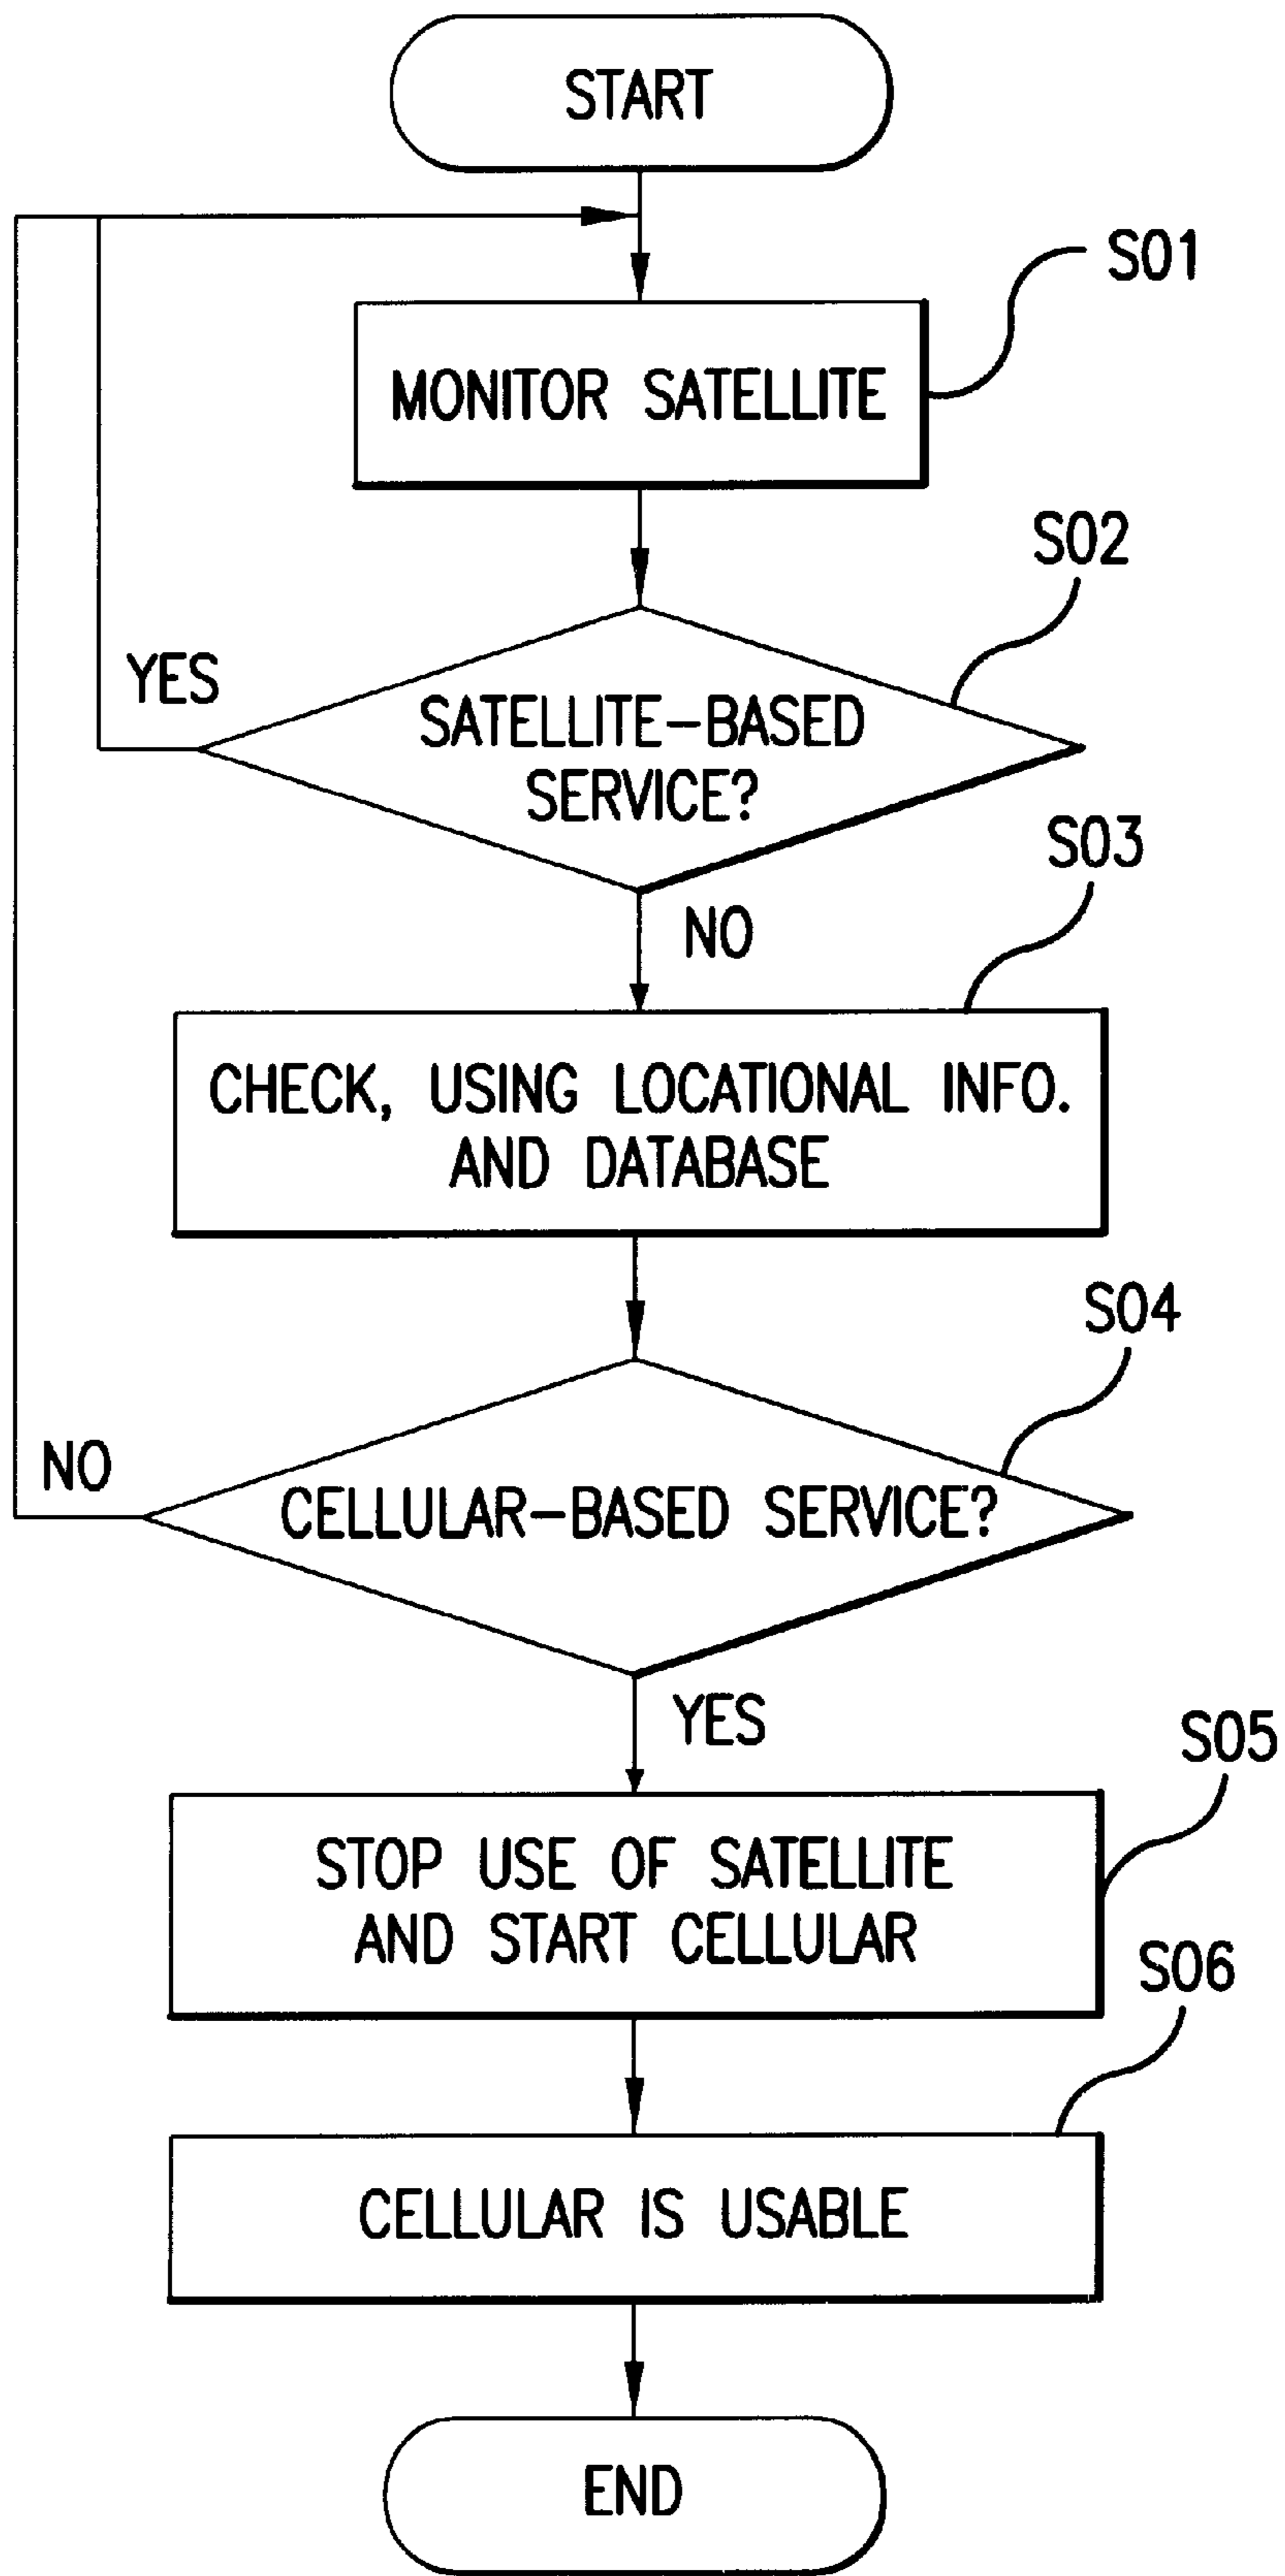 START
S01
MONITOR SATELLITE
S02
YES
SATELLITE-BASED
SERVICE?
S03
NO
CHECK, USING LOCATIONAL INFO.
AND DATABASE
S04
NO
CELLULAR-BASED SERVICE?
YES
S05
STOP USE OF SATELLITE
AND START CELLULAR
S06
CELLULAR IS USABLE
END